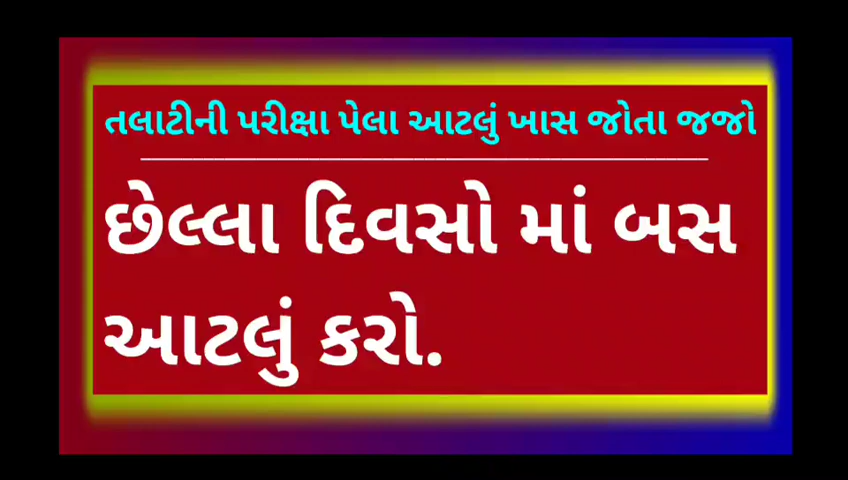 તલાટીની પરીક્ષા પેલા આટલું ખાસ જોતા જજો
છેલ્લા દિવસો માં બસ
આટલું કરો.